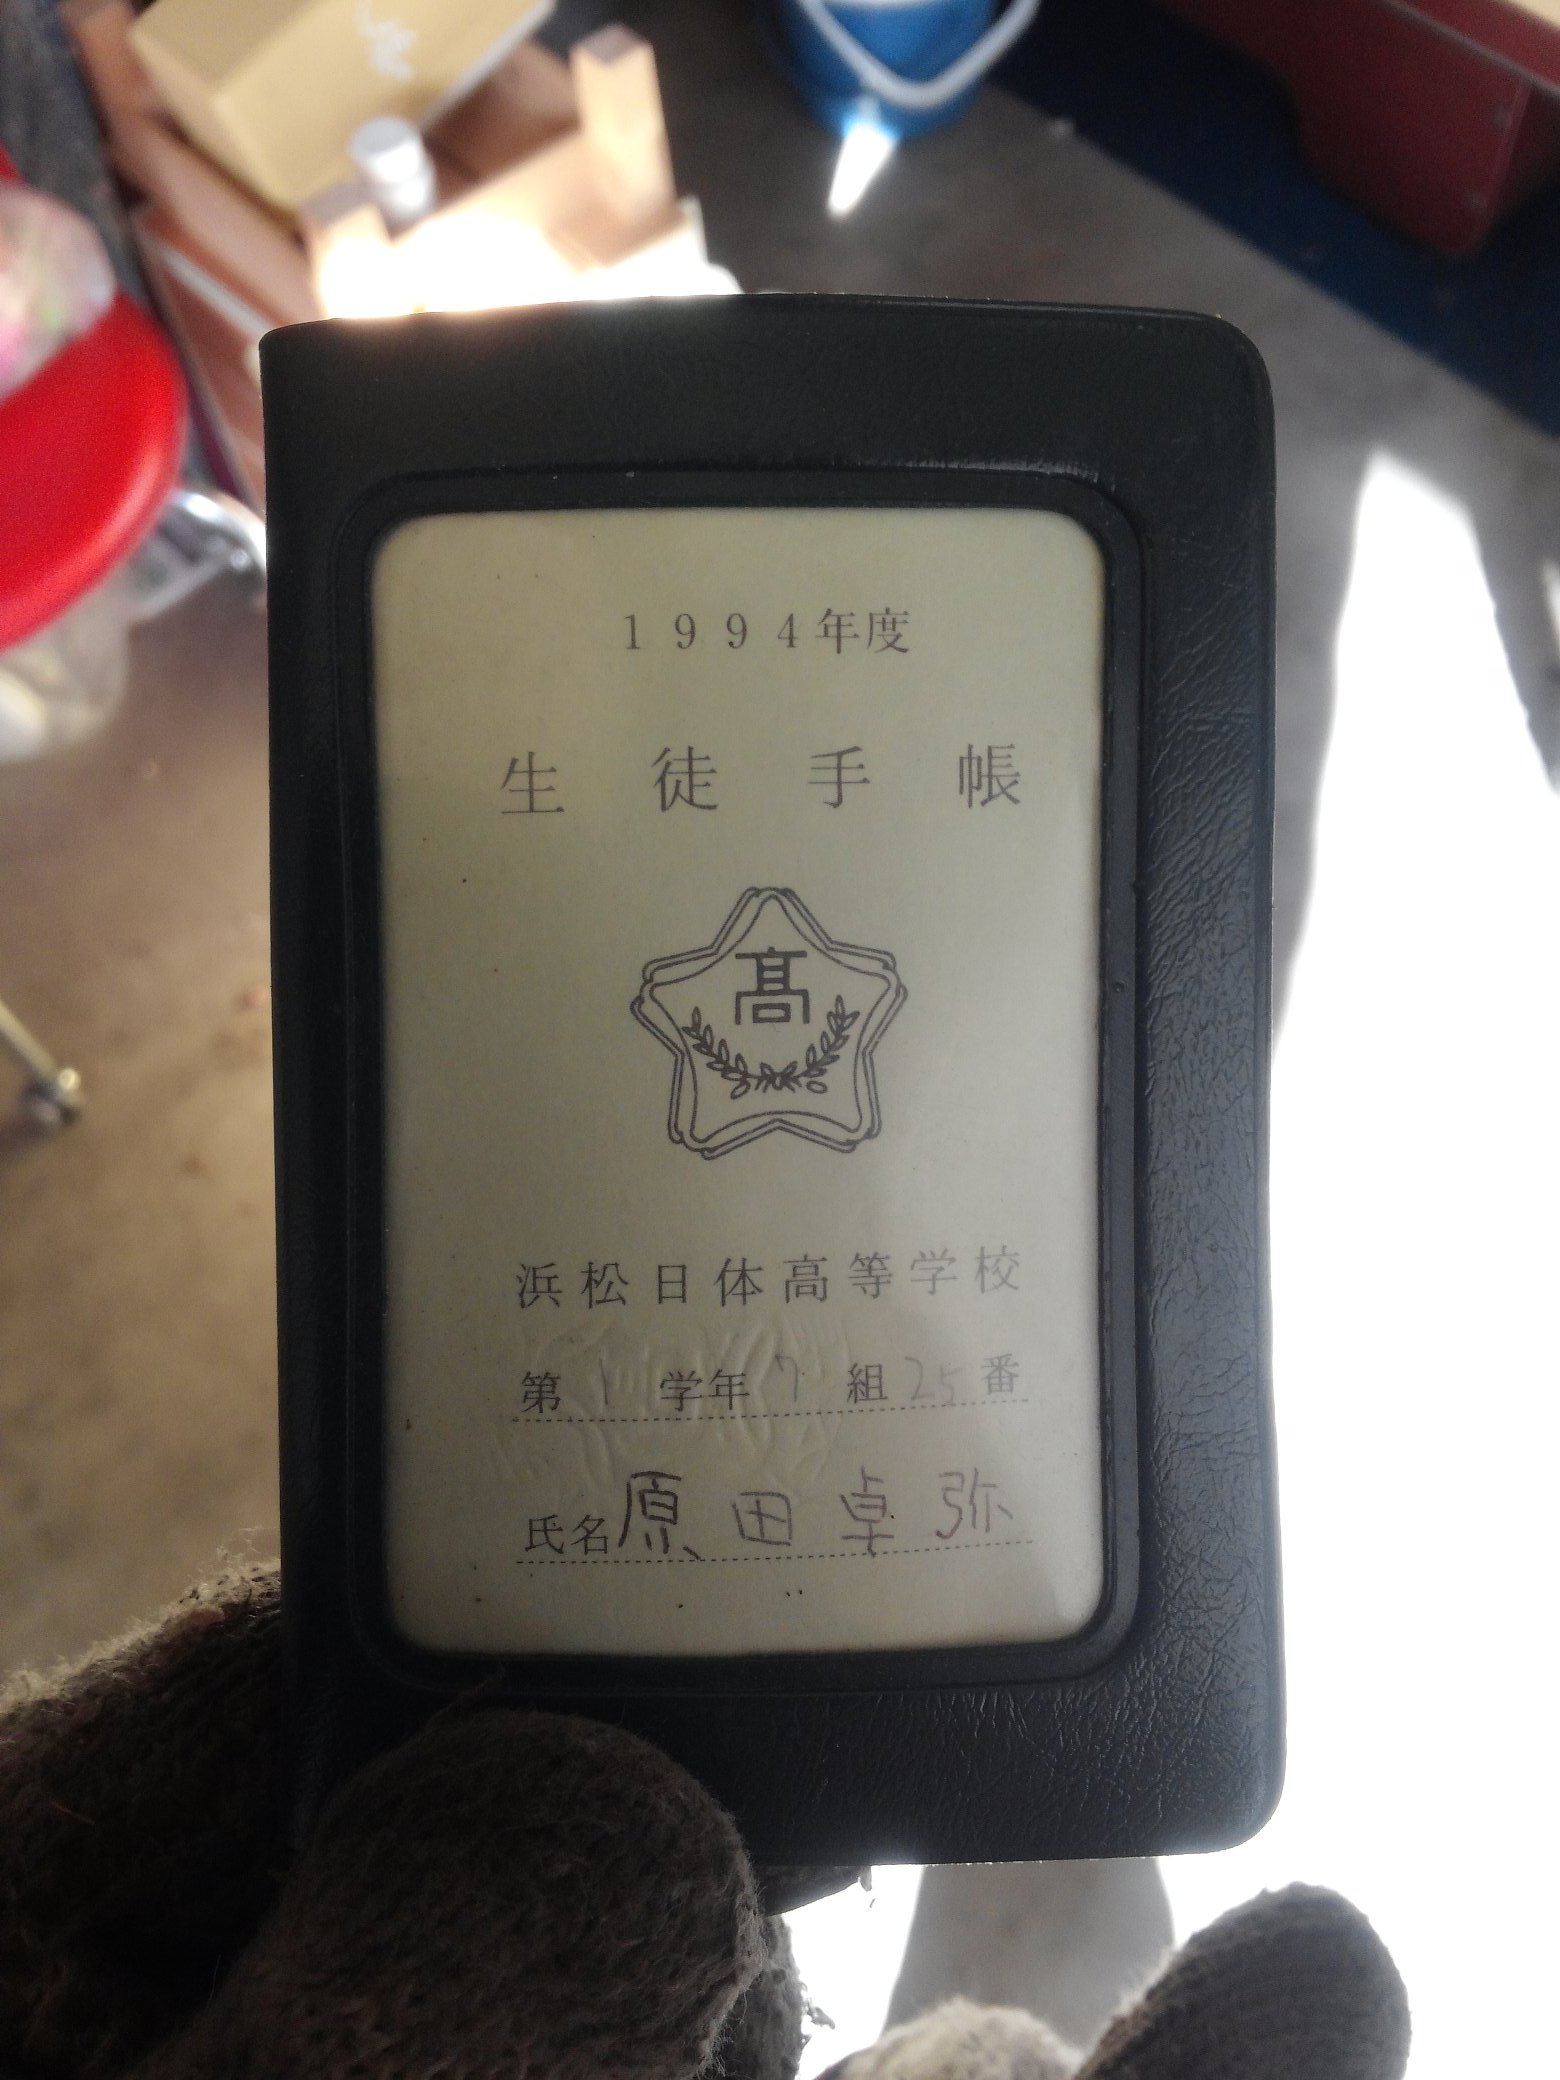 1994年度
生徒手帳
髙
浜松日体高等学校
第1学年7組25番
氏名原田卓弥